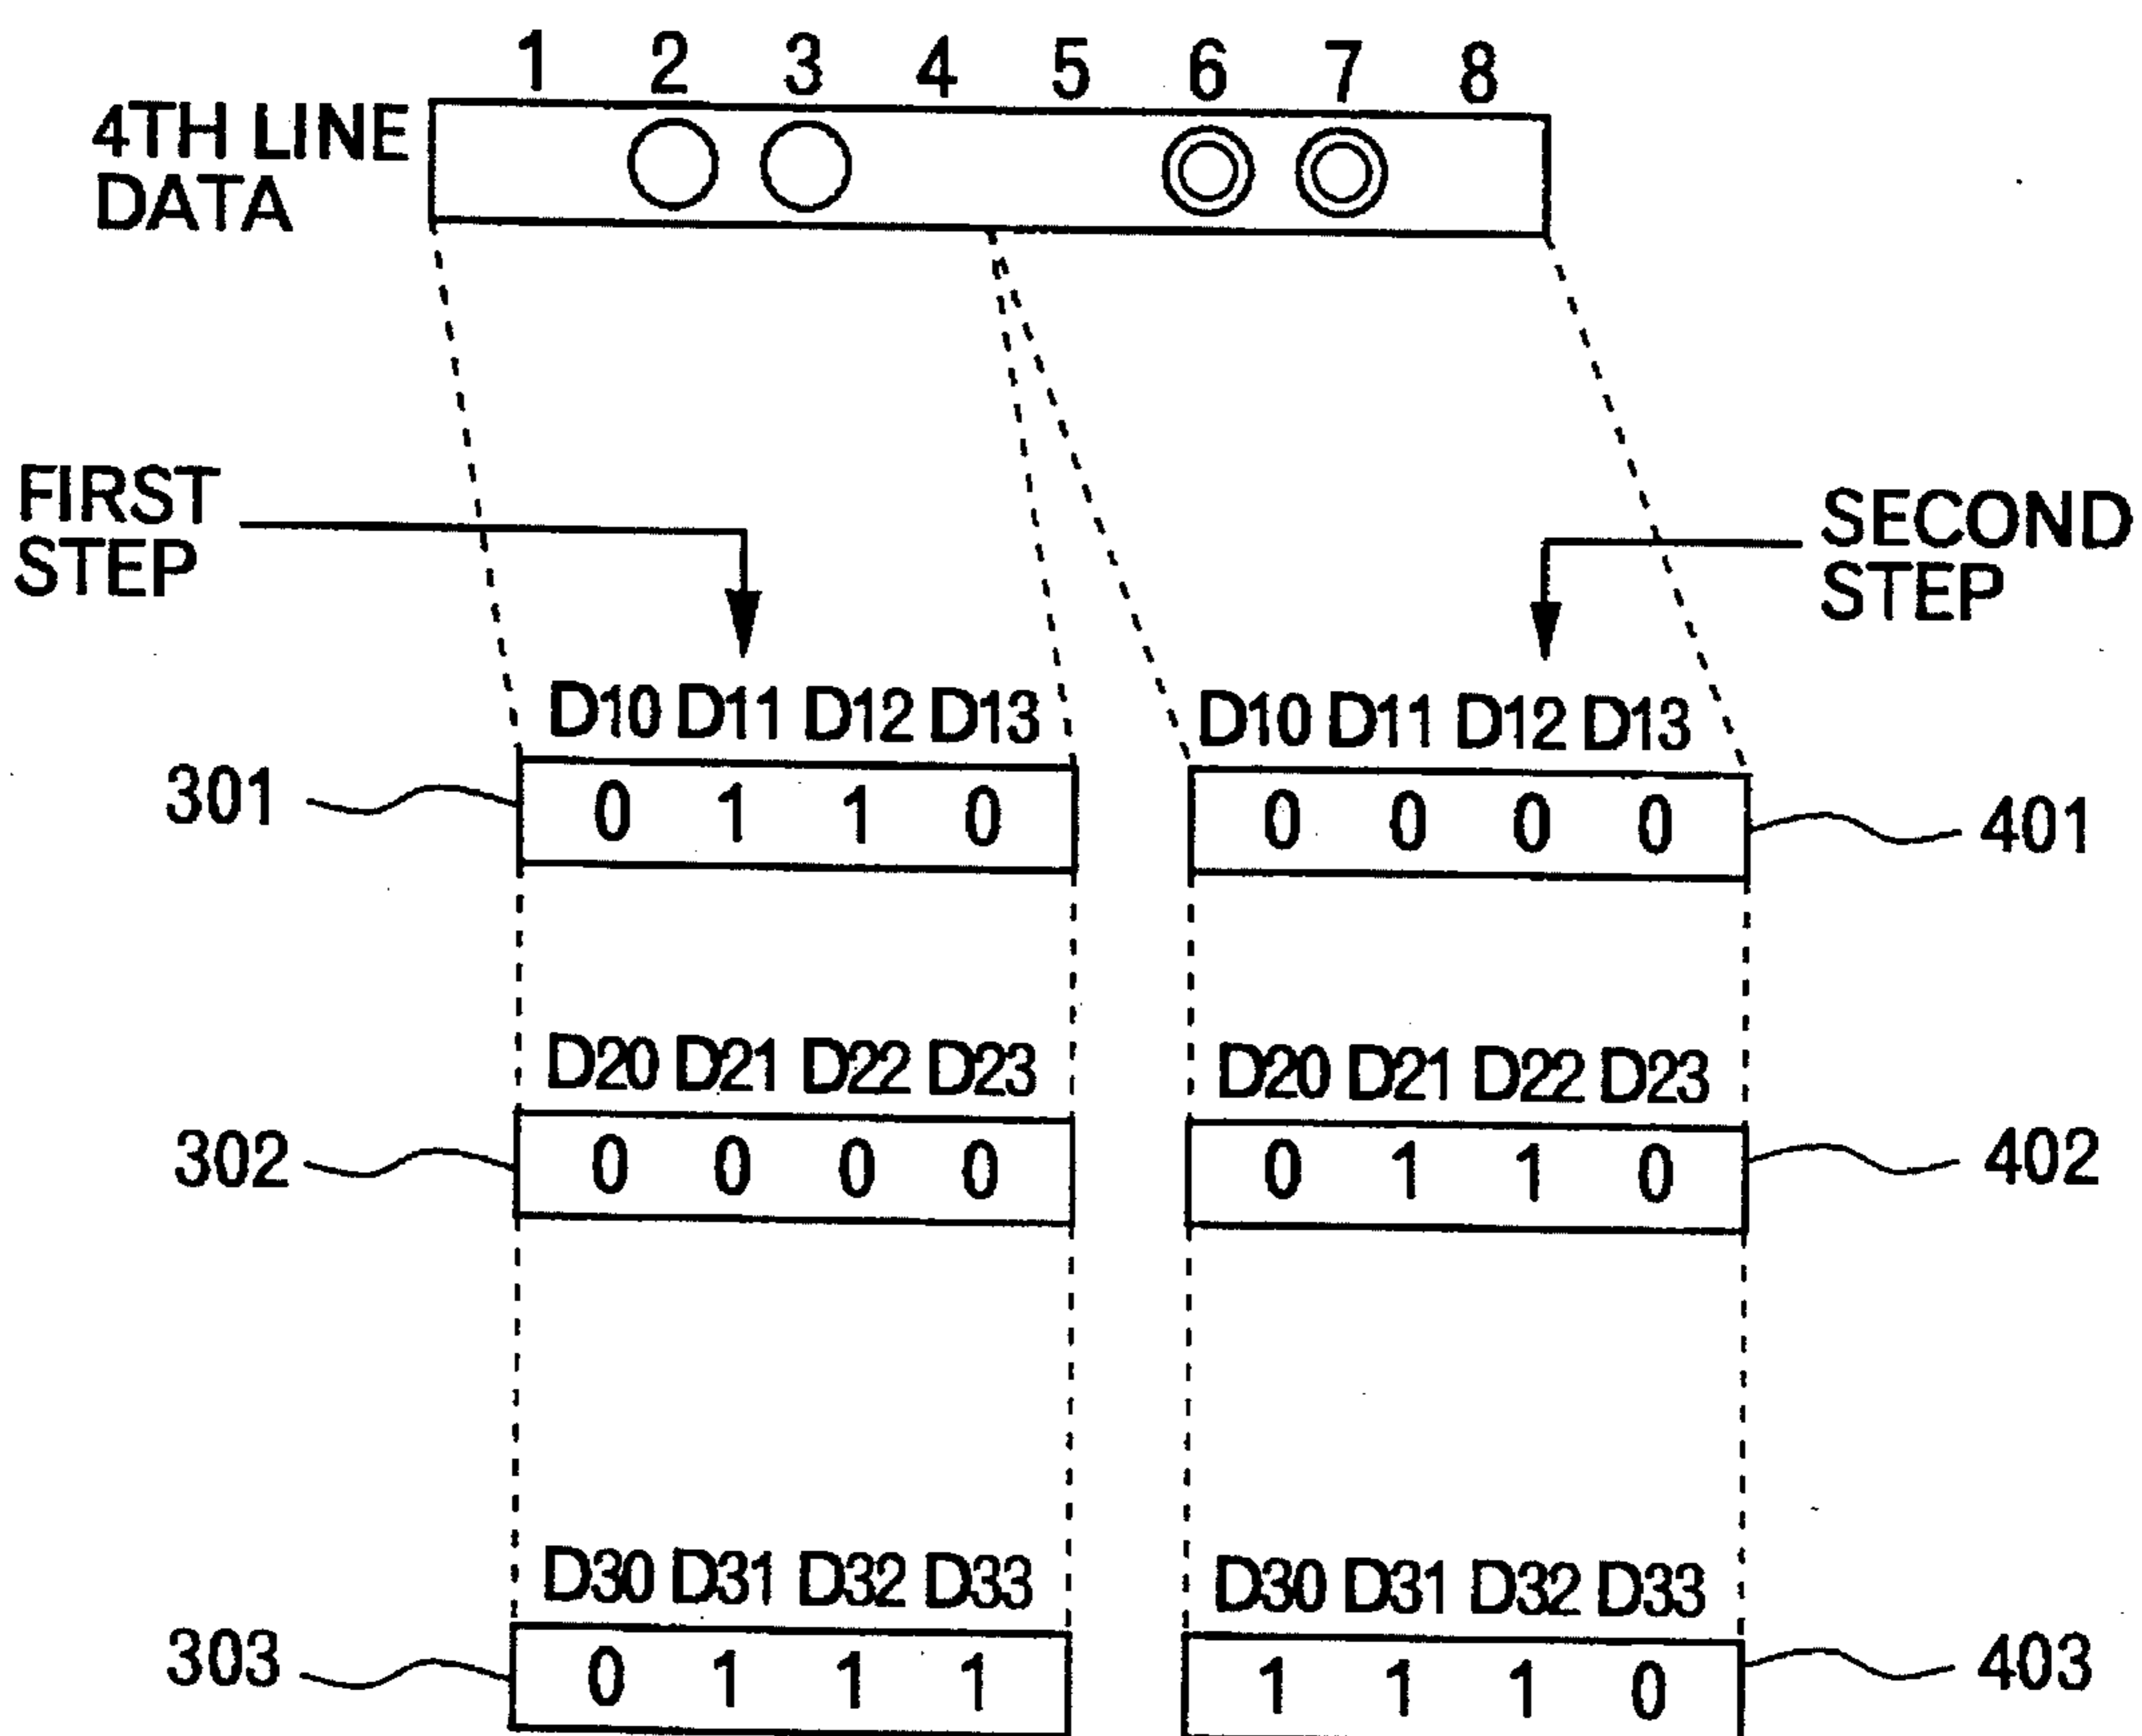 1 2 3 4 5 6 7 8
4TH LINE
DATA
FIRST
STEP
SECOND
STEP
D10 D11 D12 D13
D10 D11 D12 D13
301
0 1 1 0
0 0 0 0
401
D20 D21 D22 D23
D20 D21 D22 D23
302
0 0 0 0
0 1 1 0
402
D30 D31 D32 D33
D30 D31 D32 D33
303
0 1 1 1
1 1 1 0
403